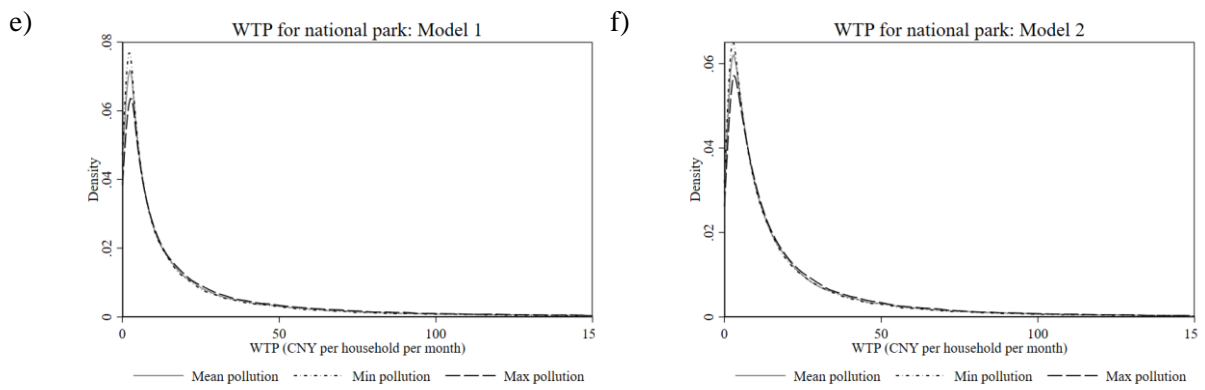 e)
WTP for national park: Model 1
Density
.08
.06
.04
.02
0
0
50
100
15
WTP (CNY per household per month)
Mean pollution
Min pollution
Max pollution
f)
WTP for national park: Model 2
Density
.06
.04
.02
0
0
50
100
15
WTP (CNY per household per month)
Mean pollution
Min pollution
Max pollution